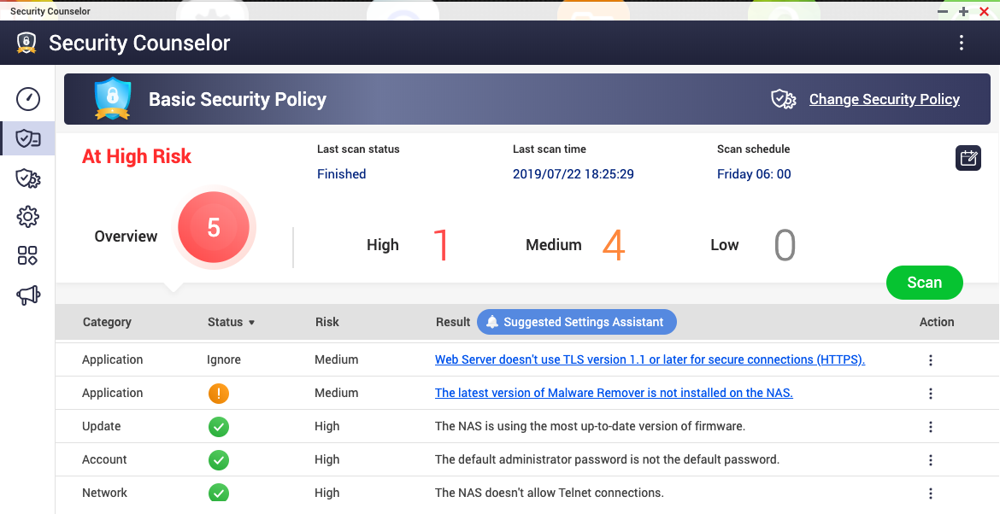 Security Counselor
Security Counselor
Basic Security Policy
Change Security Policy
At High Risk
Last scan status
Last scan time
Scan schedule
Finished
2019/07/22 18:25:29
Friday 06: 00
Overview
5
High
1
Medium
4
Low
0
Scan
Category
Status
Risk
Result
Suggested Settings Assistant
Action
Application Ignore Medium Web Server doesn't use TLS version 1.1 or later for secure connections (HTTPS).
Application Medium The latest version of Malware Remover is not installed on the NAS.
Update High The NAS is using the most up-to-date version of firmware.
Account High The default administrator password is not the default password.
Network High The NAS doesn't allow Telnet connections.